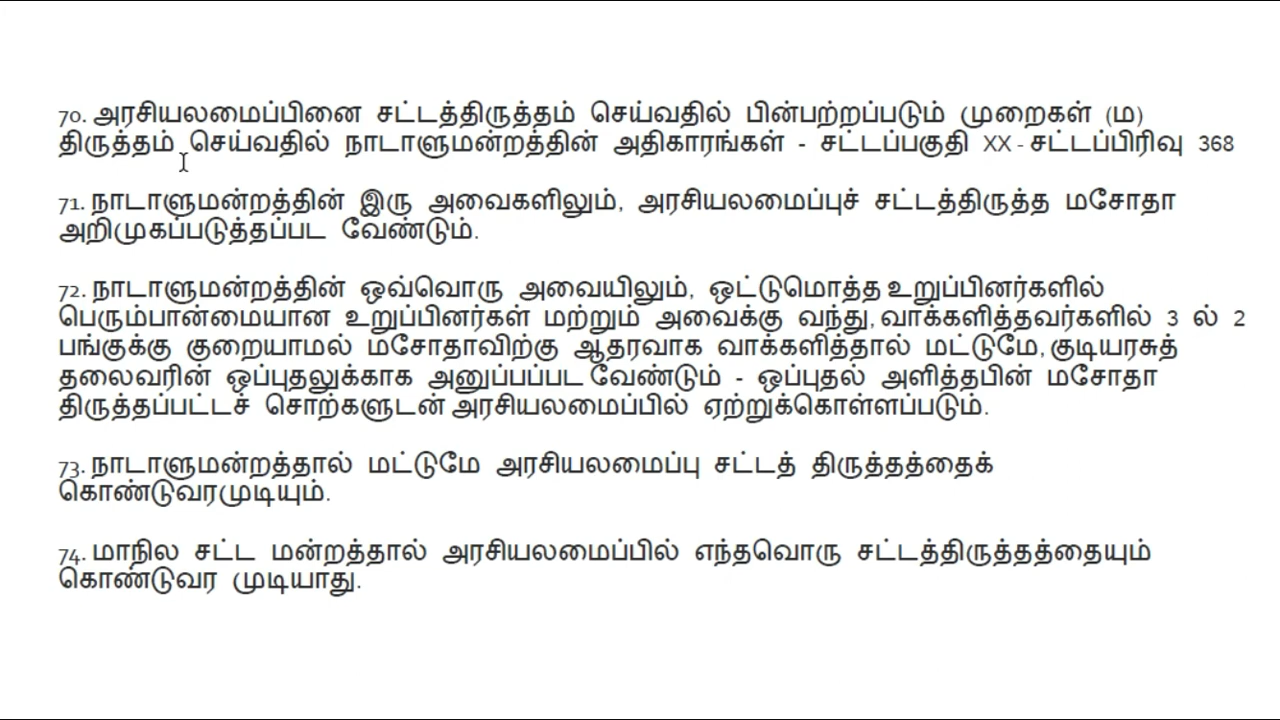 70. அரசியலமைப்பினை சட்டத்திருத்தம் செய்வதில் பின்பற்றப்படும் முறைகள் (ம)
திருத்தம் செய்வதில் நாடாளுமன்றத்தின் அதிகாரங்கள் - சட்டப்பகுதி XX - சட்டப்பிரிவு 368
71. நாடாளுமன்றத்தின் இரு அவைகளிலும், அரசியலமைப்புச் சட்டத்திருத்த மசோதா
அறிமுகப்படுத்தப்பட வேண்டும்.
72. நாடாளுமன்றத்தின் ஒவ்வொரு அவையிலும், ஒட்டுமொத்த உறுப்பினர்களில்
பெரும்பான்மையான உறுப்பினர்கள் மற்றும் அவைக்கு வந்து, வாக்களித்தவர்களில் 3 ல் 2
பங்குக்கு குறையாமல் மசோதாவிற்கு ஆதரவாக வாக்களித்தால் மட்டுமே, குடியரசுத்
தலைவரின் ஒப்புதலுக்காக அனுப்பப்பட வேண்டும் - ஒப்புதல் அளித்தபின் மசோதா
திருத்தப்பட்டச் சொற்களுடன் அரசியலமைப்பில் ஏற்றுக்கொள்ளப்படும்.
73. நாடாளுமன்றத்தால் மட்டுமே அரசியலமைப்பு சட்டத் திருத்தத்தைக்
கொண்டுவரமுடியும்.
74. மாநில சட்ட மன்றத்தால் அரசியலமைப்பில் எந்தவொரு சட்டத்திருத்தத்தையும்
கொண்டுவர முடியாது.